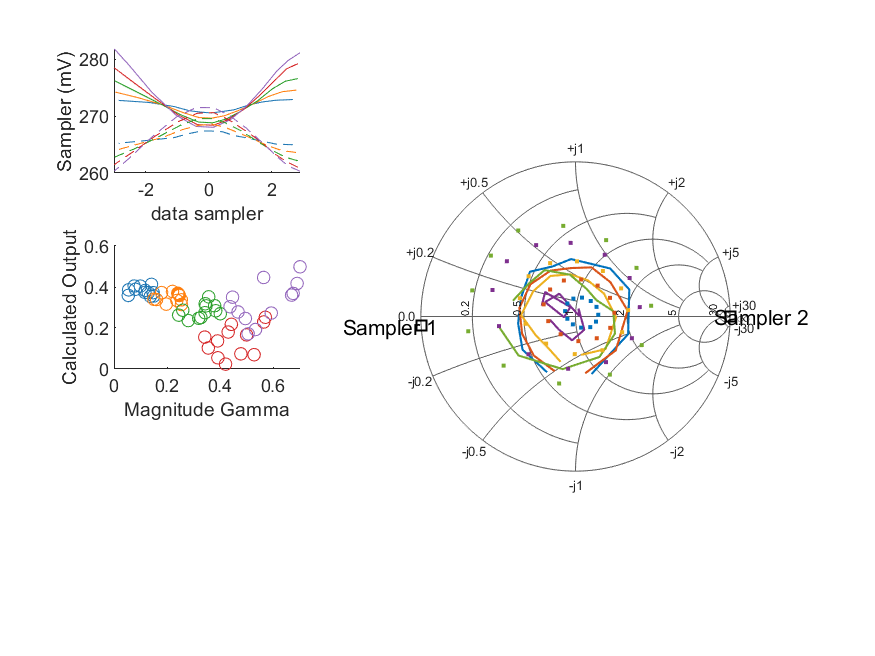 Sampler (mV)
280
270
260
-2
0
2
data sampler
Calculated Output
0.6
0.4
0.2
0
0
0.2
0.4
0.6
Magnitude Gamma
+j1
+j0.5
+j2
+j0.2
+j5
0.0
0.2
0.5
1
2
5
30
+j30
-j30
Sampler 1
Sampler 2
-j0.2
-j5
-j0.5
-j2
-j1